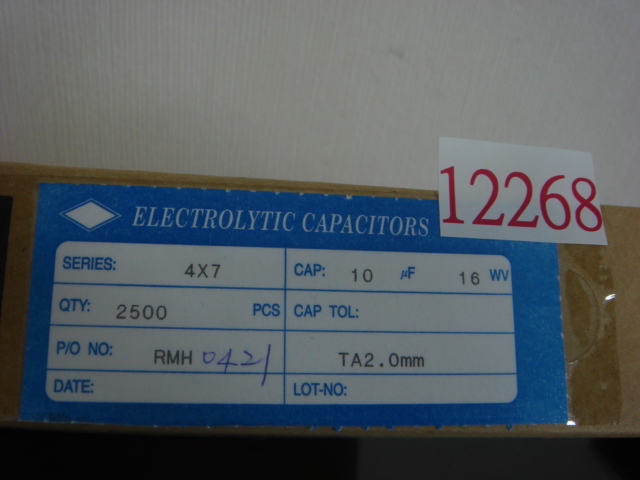 12268
ELECTROLYTIC CAPACITORS
SERIES: 4X7 CAP: 10 µF 16 WV
QTY: 2500 PCS CAP TOL:
P/O NO: RMH 0421 TA2.0mm
DATE: LOT-NO: